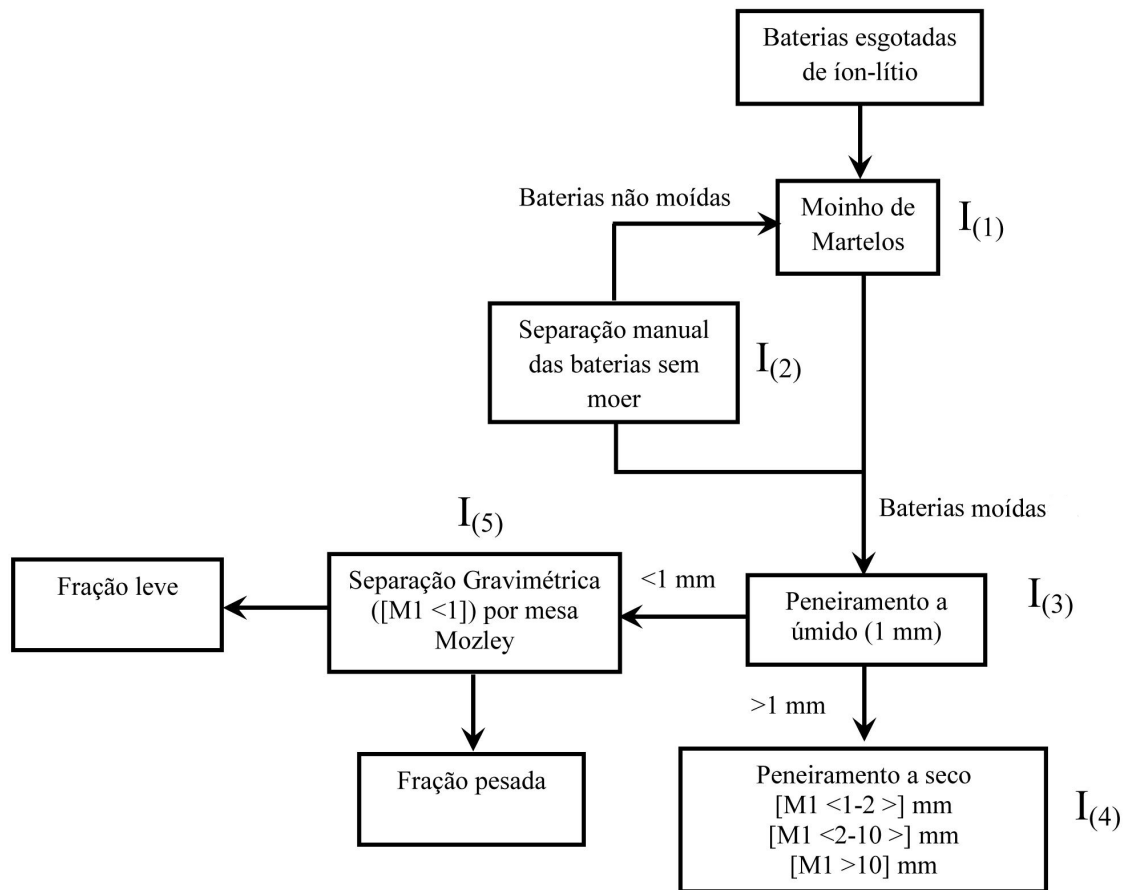 Baterias esgotadas
de íon-lítio
Baterias não moídas
Moinho de
Martelos
I(1)
Separação manual
das baterias sem
moer
I(2)
Baterias moídas
I(5)
Fração leve
Separação Gravimétrica
([M1 <1]) por mesa
Mozley
<1 mm
Peneiramento a
úmido (1 mm)
I(3)
>1 mm
Fração pesada
Peneiramento a seco
[M1 <1-2 >] mm
[M1 <2-10 >] mm
[M1 >10] mm
I(4)